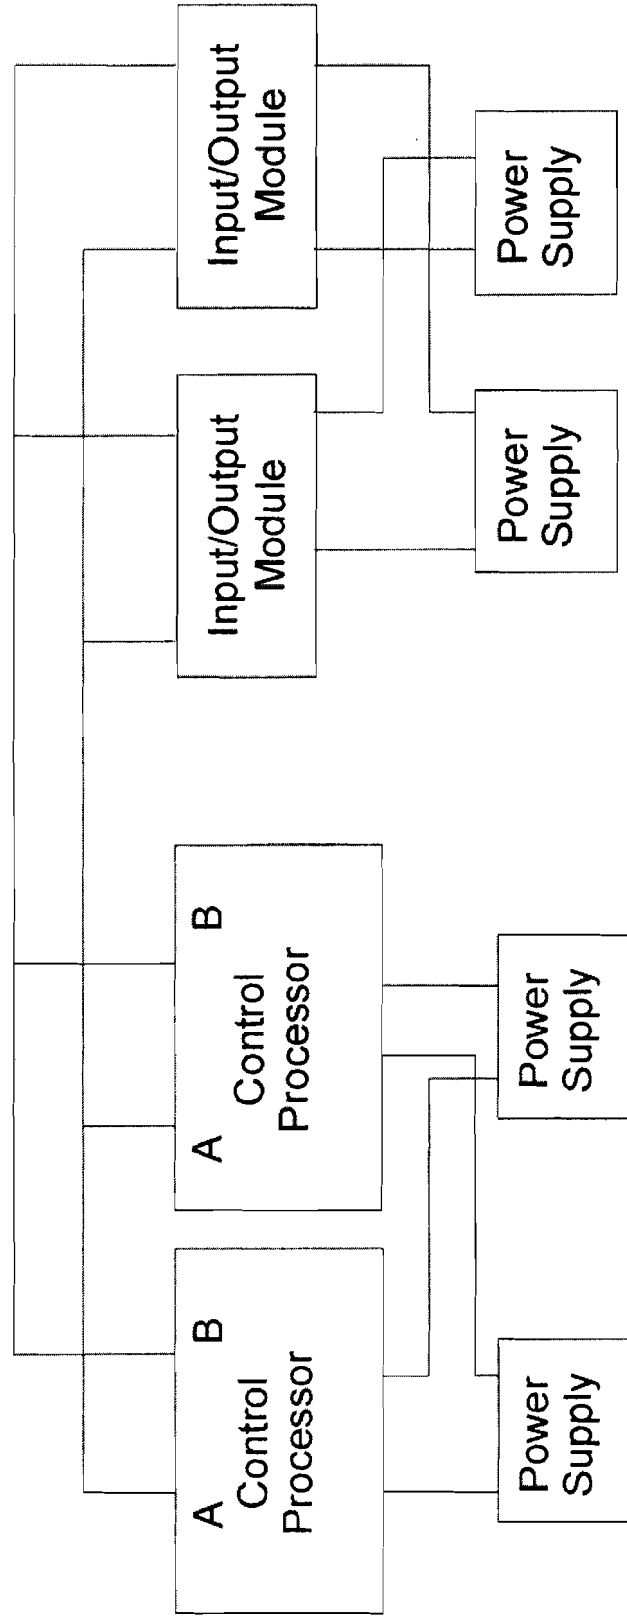 A
B
Control
Processor
A
B
Control
Processor
Input/Output
Module
Input/Output
Module
Power
Supply
Power
Supply
Power
Supply
Power
Supply